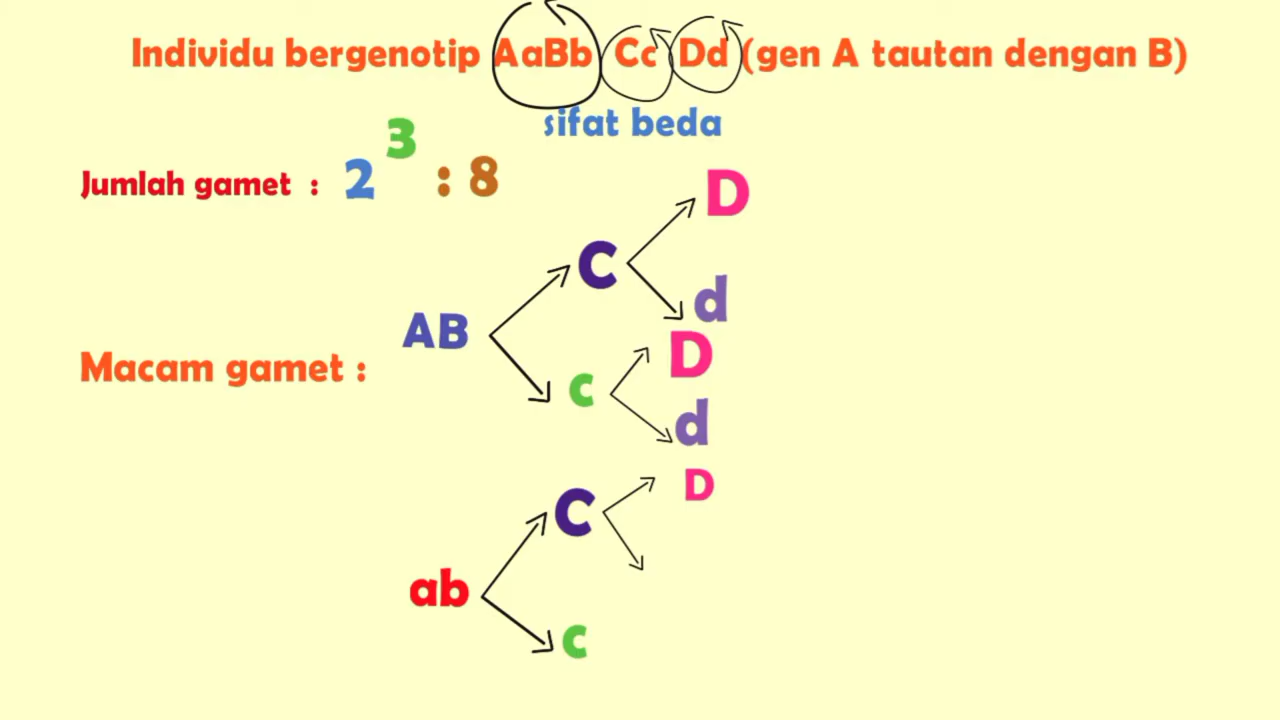 Individu bergenotip AaBb Cc Dd (gen A tautan dengan B)
sifat beda
Jumlah gamet : 2 3 : 8
D
C
d
AB
D
Macam gamet :
c
d
D
C
ab
c